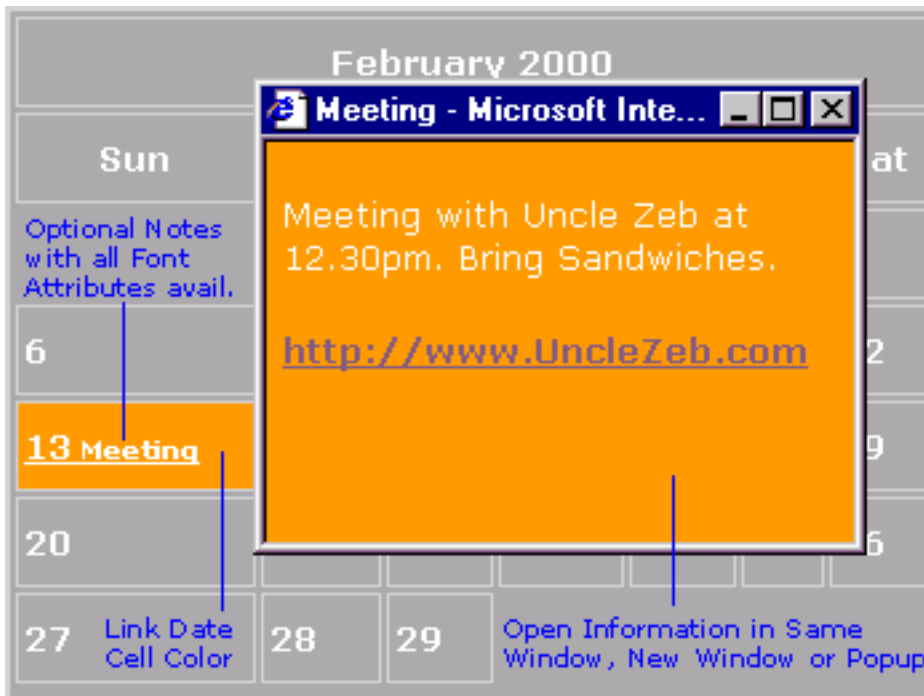 February 2000
Meeting - Microsoft Inte...
Sun
at
Optional Notes
with all Font
Attributes avail.
Meeting with Uncle Zeb at
12.30pm. Bring Sandwiches.
http://www.UncleZeb.com
6
2
13 Meeting
9
20
6
27
Link Date
Cell Color
28
29
Open Information in Same
Window, New Window or Popup